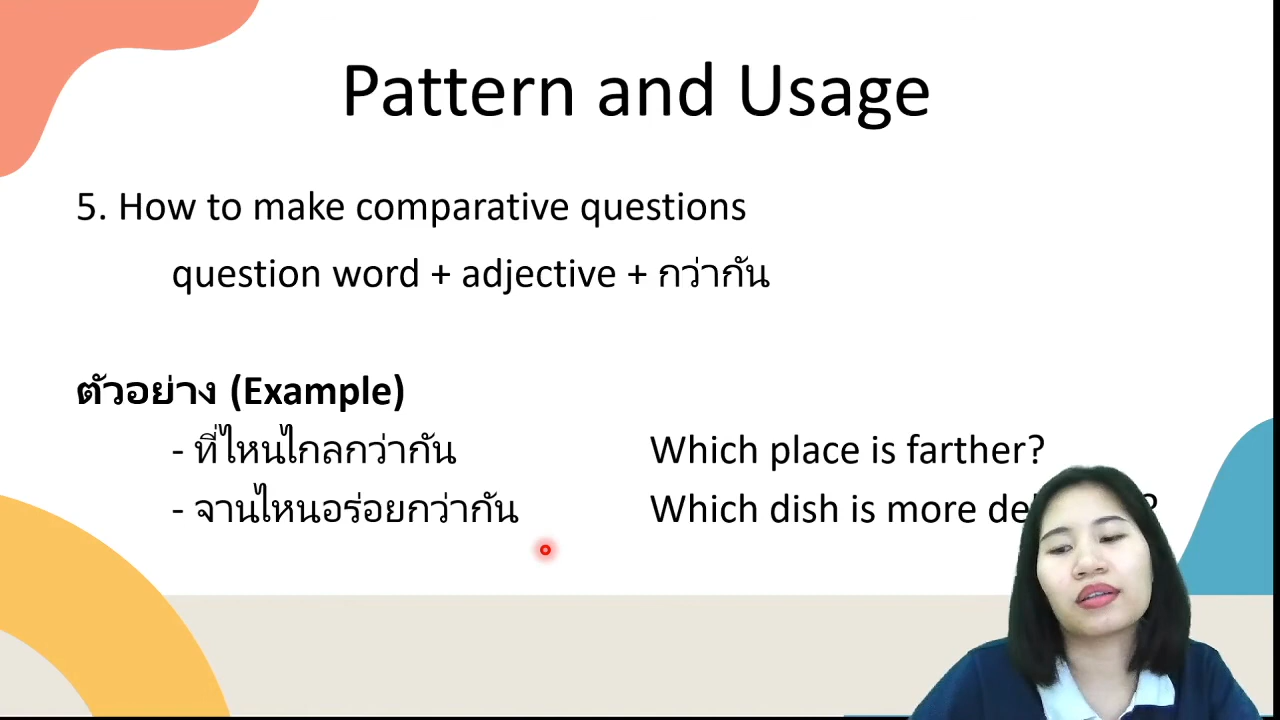 Pattern and Usage
5. How to make comparative questions
question word + adjective + กว่ากัน
ตัวอย่าง (Example)
- ที่ไหนไกลกว่ากัน Which place is farther?
- จานไหนอร่อยกว่ากัน Which dish is more